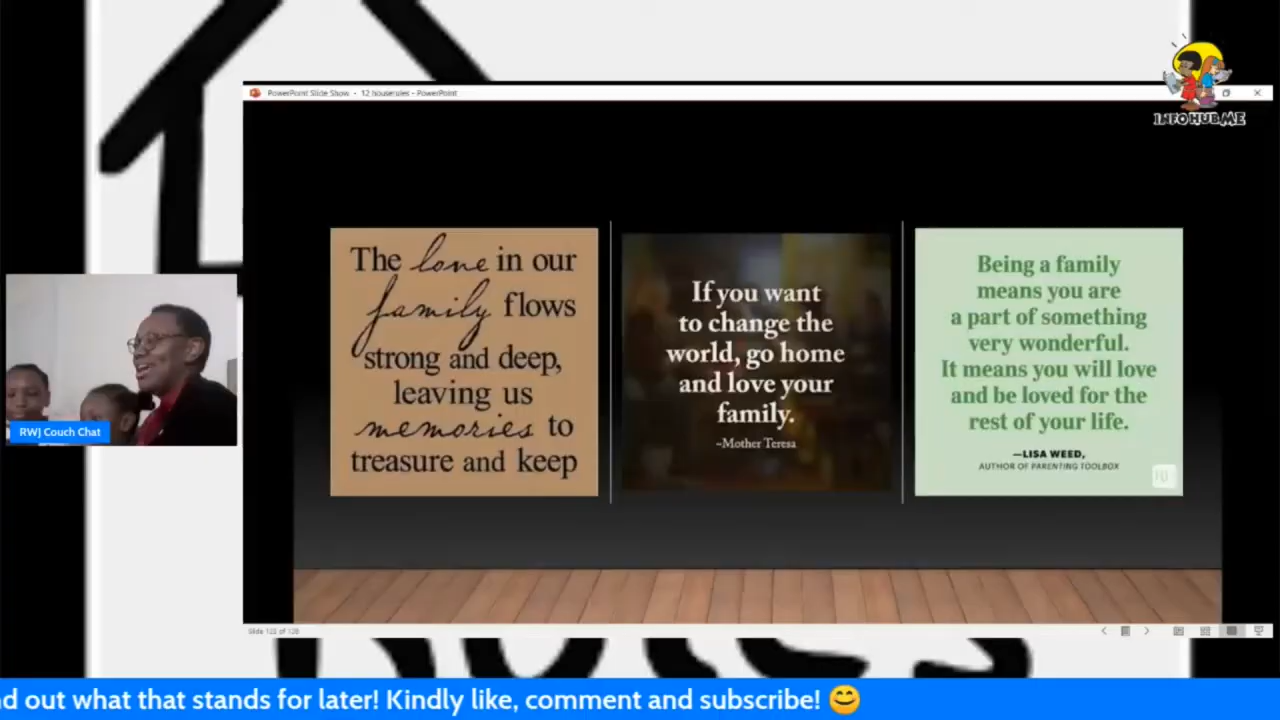 PowerPoint Slide Show - 12 houserules - PowerPoint
INFO HUB.ME
The love in our
family flows
strong and deep,
leaving us
memories to
treasure and keep
If you want
to change the
world, go home
and love your
family.
~Mother Teresa
Being a family
means you are
a part of something
very wonderful.
It means you will love
and be loved for the
rest of your life.
—LISA WEED,
AUTHOR OF PARENTING TOOLBOX
RWJ Couch Chat
nd out what that stands for later! Kindly like, comment and subscribe! 😊